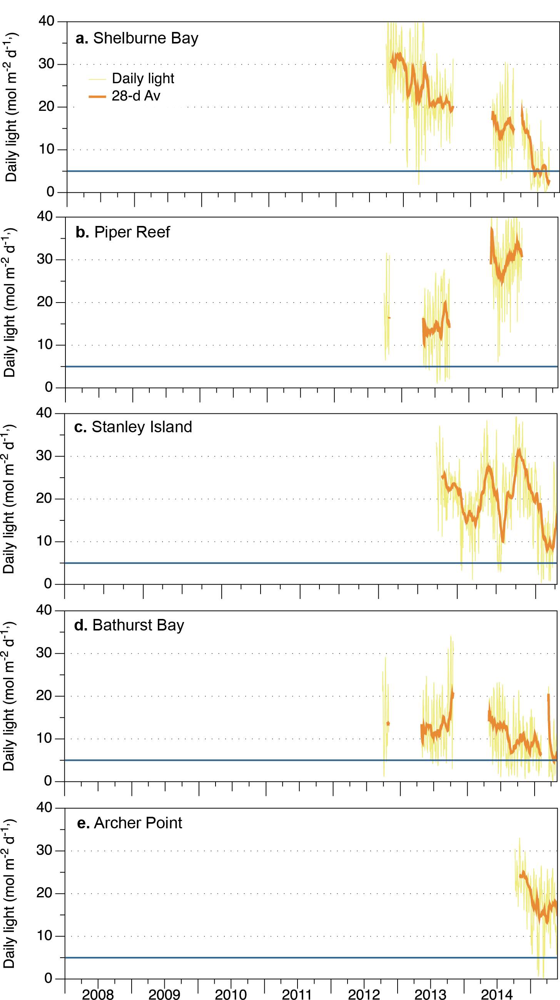 40
a. Shelburne Bay
30
Daily light
28-d Av
20
10
0
Daily light (mol m-2 d-1,)
40
b. Piper Reef
30
20
10
0
Daily light (mol m-2 d-1,)
40
c. Stanley Island
30
20
10
0
Daily light (mol m-2 d-1,)
40
d. Bathurst Bay
30
20
10
0
Daily light (mol m-2 d-1,)
40
e. Archer Point
30
20
10
0
Daily light (mol m-2 d-1,)
2008 2009 2010 2011 2012 2013 2014